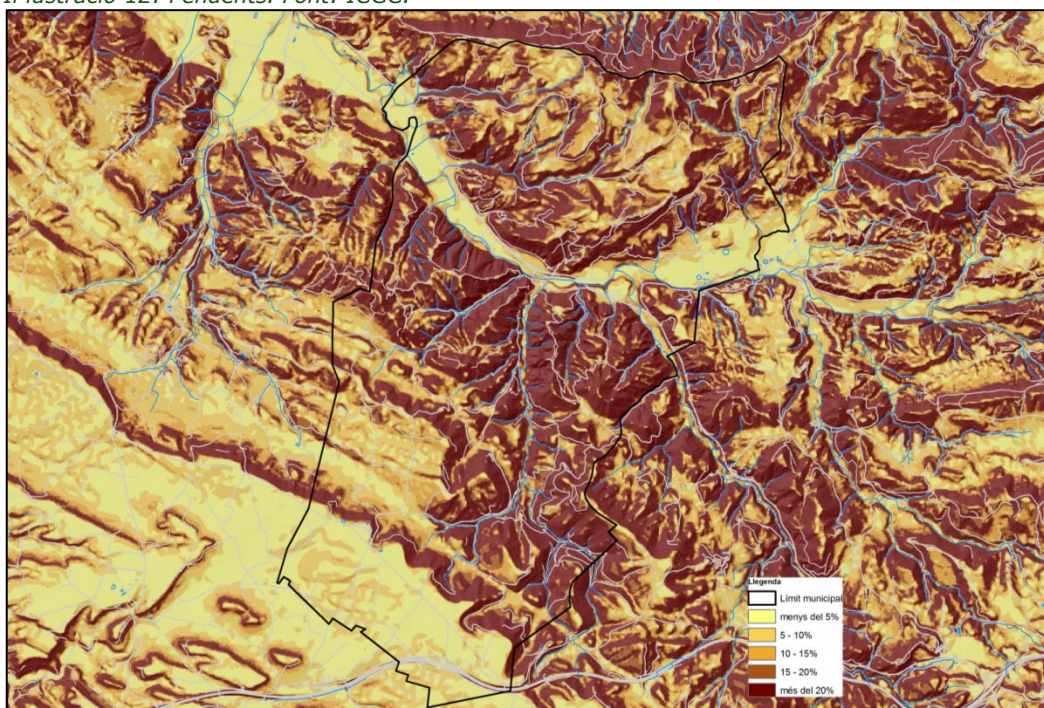 Il·lustració 12. Pendents. Font: ICGC.
Llegenda
Límit municipal
menys del 5%
5 - 10%
10 - 15%
15 - 20%
més del 20%